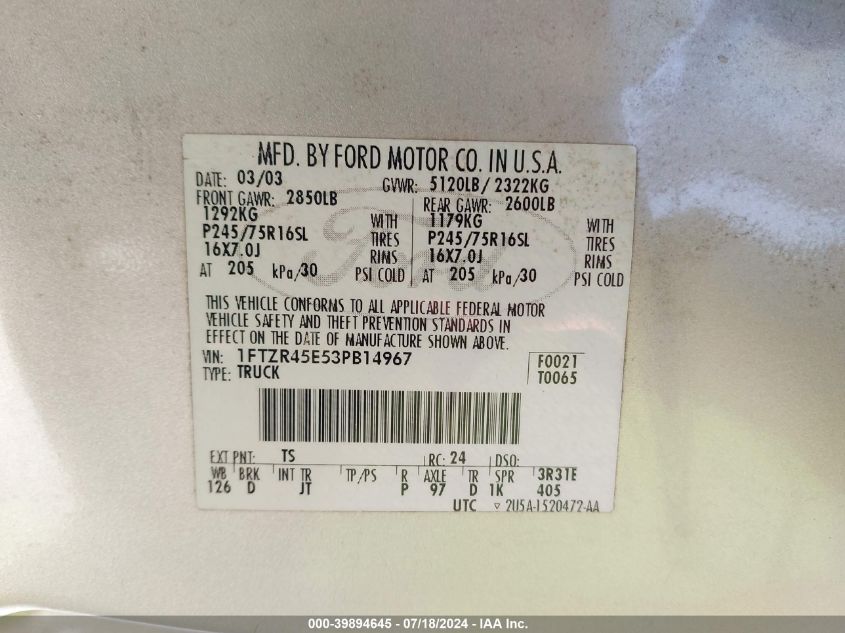 MFD. BY FORD MOTOR CO. IN U.S.A.
DATE: 03/03 GVWR: 5120LB/ 2322KG
FRONT GAWR: 2850LB REAR GAWR: 2600LB
1292KG WITH 1179KG WITH
P245/75R16SL TIRES P245/75R16SL TIRES
16X7.0J RIMS 16X7.0J RIMS
AT 205 kPa/30 PSI COLD AT 205 kPa/30 PSI COLD
THIS VEHICLE CONFORMS TO ALL APPLICABLE FEDERAL MOTOR
VEHICLE SAFETY AND THEFT PREVENTION STANDARDS IN
EFFECT ON THE DATE OF MANUFACTURE SHOWN ABOVE.
VIN: 1FTZR45E53PB14967 F0021
TYPE: TRUCK T0065
EXT PNT: TS RC: 24 DSO:
WB BRK INT TR TP/PS R AXLE TR SPR 3R3TE
126 D JT P 97 D 1K 405
UTC ▿ 2U5A-1520472-AA
Ford
000-39894645 - 07/18/2024 - IAA Inc.